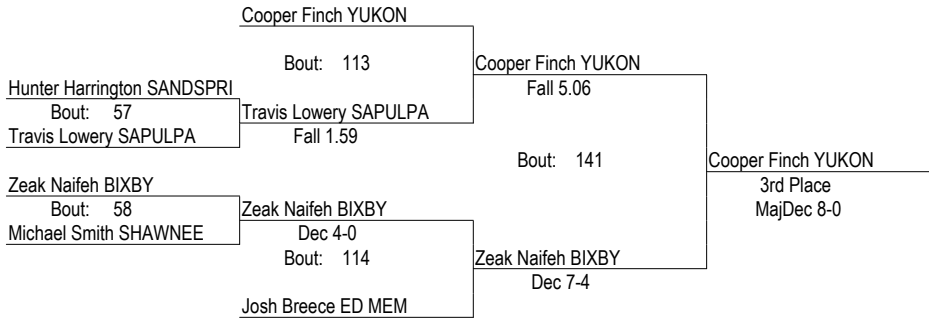 Cooper Finch YUKON
Bout: 113
Cooper Finch YUKON
Hunter Harrington SANDSPRI
Fall 5.06
Bout: 57
Travis Lowery SAPULPA
Travis Lowery SAPULPA
Fall 1.59
Bout: 141
Cooper Finch YUKON
Zeak Naifeh BIXBY
3rd Place
Bout: 58
Zeak Naifeh BIXBY
MajDec 8-0
Michael Smith SHAWNEE
Dec 4-0
Bout: 114
Zeak Naifeh BIXBY
Dec 7-4
Josh Breece ED MEM